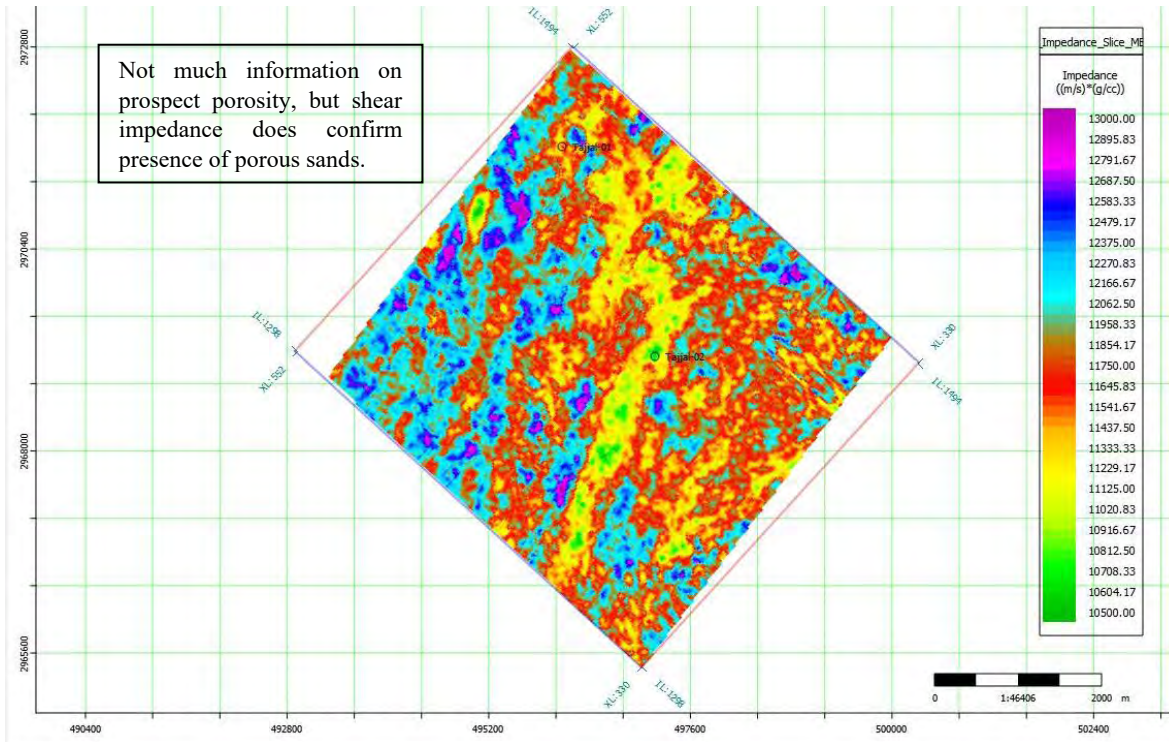 Not much information on
prospect porosity, but shear
impedance does confirm
presence of porous sands.
2972800
2970400
2968000
2965600
490400
492800
495200
497600
500000
502400
IL:1494
XL:552
IL:1298
XL:552
XL:330
IL:1494
XL:330
IL:1298
Tajjal-01
Tajjal-02
_Impedance_Slice_ME
Impedance
((m/s)*(g/cc))
13000.00
12895.83
12791.67
12687.50
12583.33
12479.17
12375.00
12270.83
12166.67
12062.50
11958.33
11854.17
11750.00
11645.83
11541.67
11437.50
11333.33
11229.17
11125.00
11020.83
10916.67
10812.50
10708.33
10604.17
10500.00
0 1:46406 2000 m